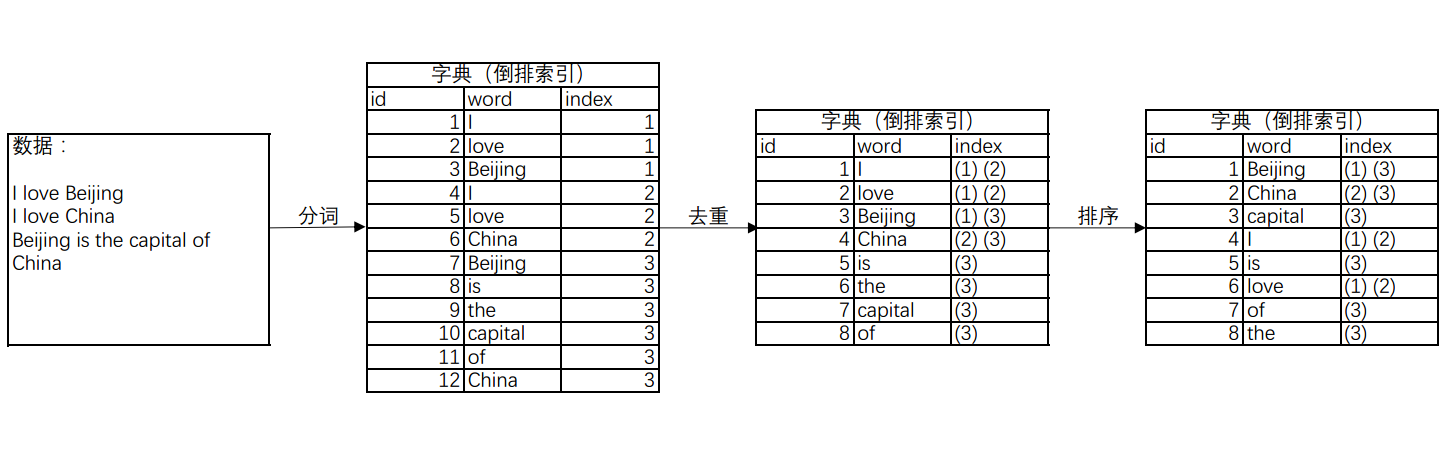 数据：
I love Beijing
I love China
Beijing is the capital of
China
分词
字典（倒排索引）
id word index
1 I 1
2 love 1
3 Beijing 1
4 I 2
5 love 2
6 China 2
7 Beijing 3
8 is 3
9 the 3
10 capital 3
11 of 3
12 China 3
去重
字典（倒排索引）
id word index
1 I (1) (2)
2 love (1) (2)
3 Beijing (1) (3)
4 China (2) (3)
5 is (3)
6 the (3)
7 capital (3)
8 of (3)
排序
字典（倒排索引）
id word index
1 Beijing (1) (3)
2 China (2) (3)
3 capital (3)
4 I (1) (2)
5 is (3)
6 love (1) (2)
7 of (3)
8 the (3)